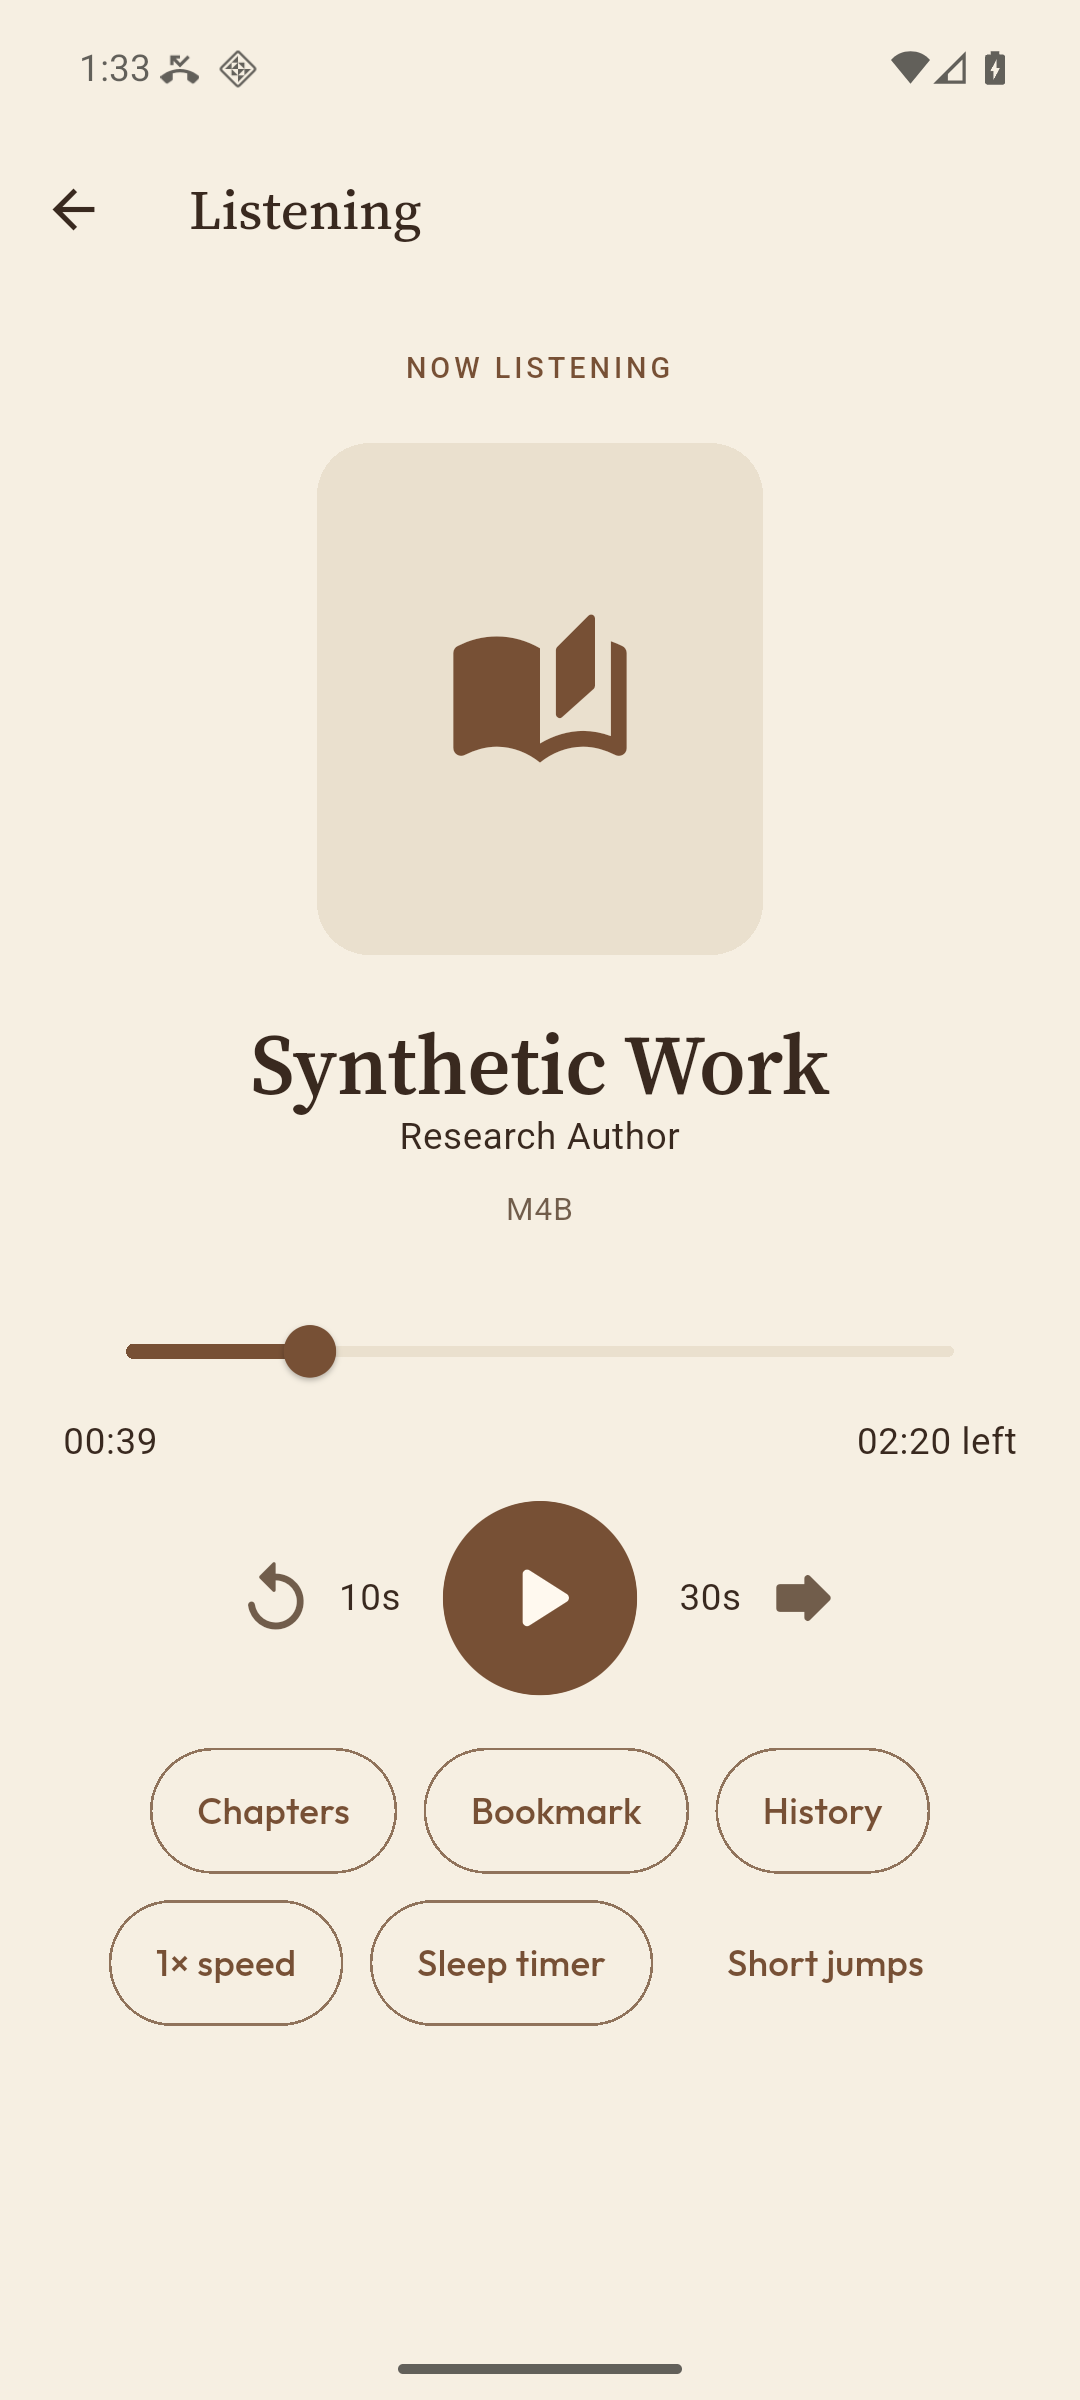 1:33
Listening
NOW LISTENING
Synthetic Work
Research Author
M4B
00:39 02:20 left
10s 30s
Chapters Bookmark History
1× speed Sleep timer Short jumps